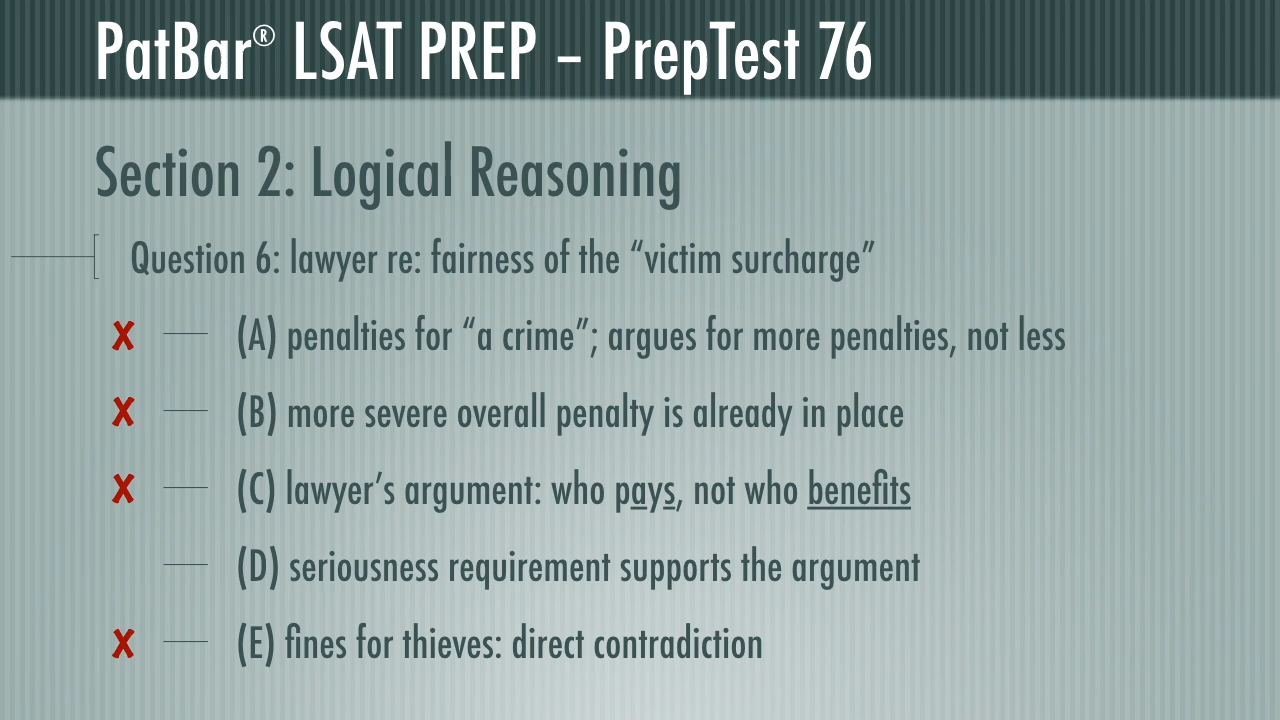 PatBar® LSAT PREP – PrepTest 76
Section 2: Logical Reasoning
Question 6: lawyer re: fairness of the “victim surcharge”
✘ (A) penalties for “a crime”; argues for more penalties, not less
✘ (B) more severe overall penalty is already in place
✘ (C) lawyer’s argument: who pays, not who benefits
(D) seriousness requirement supports the argument
✘ (E) fines for thieves: direct contradiction